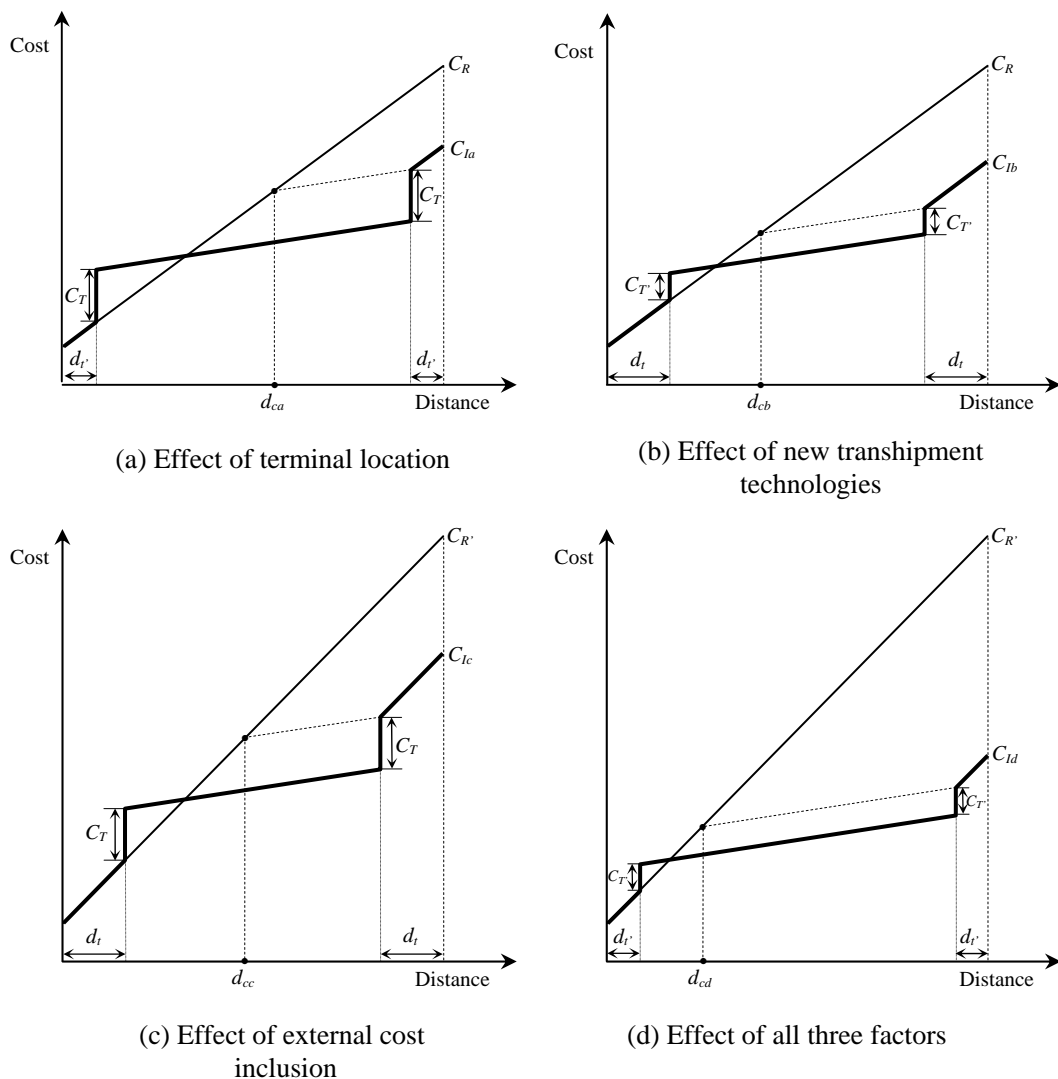 Cost
C_R
C_Ia
C_T
C_T
d_t'
d_t'
d_ca
Distance
(a) Effect of terminal location
Cost
C_R
C_Ib
C_T'
C_T'
d_t
d_t
d_cb
Distance
(b) Effect of new transhipment
technologies
Cost
C_R'
C_Ic
C_T
C_T
d_t
d_t
d_cc
Distance
(c) Effect of external cost
inclusion
Cost
C_R'
C_Id
C_T'
C_T'
d_t'
d_t'
d_cd
Distance
(d) Effect of all three factors